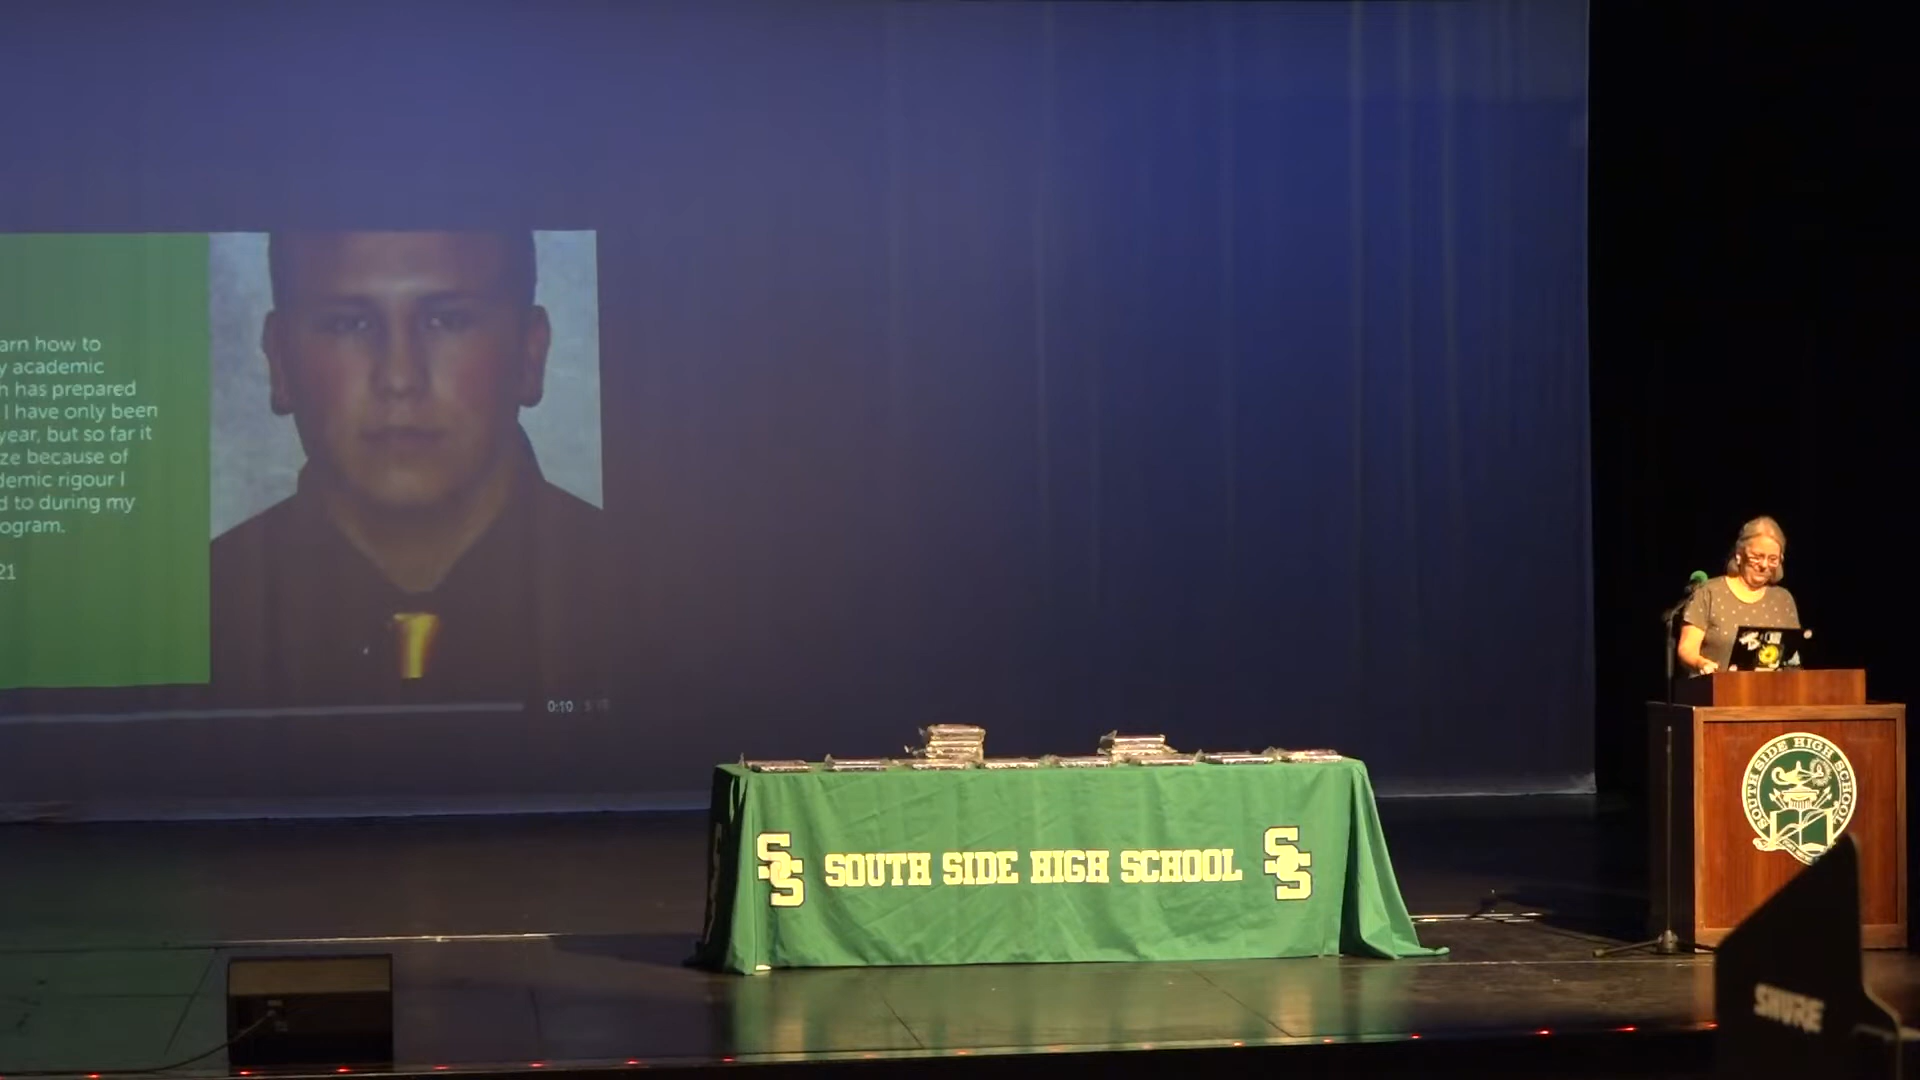 arn how to
y academic
n has prepared
I have only been
year, but so far it
ze because of
demic rigour I
d to during my
ogram.
21
0:10
SS
SOUTH SIDE HIGH SCHOOL
SS
SOUTH SIDE HIGH SCHOOL
SHURE